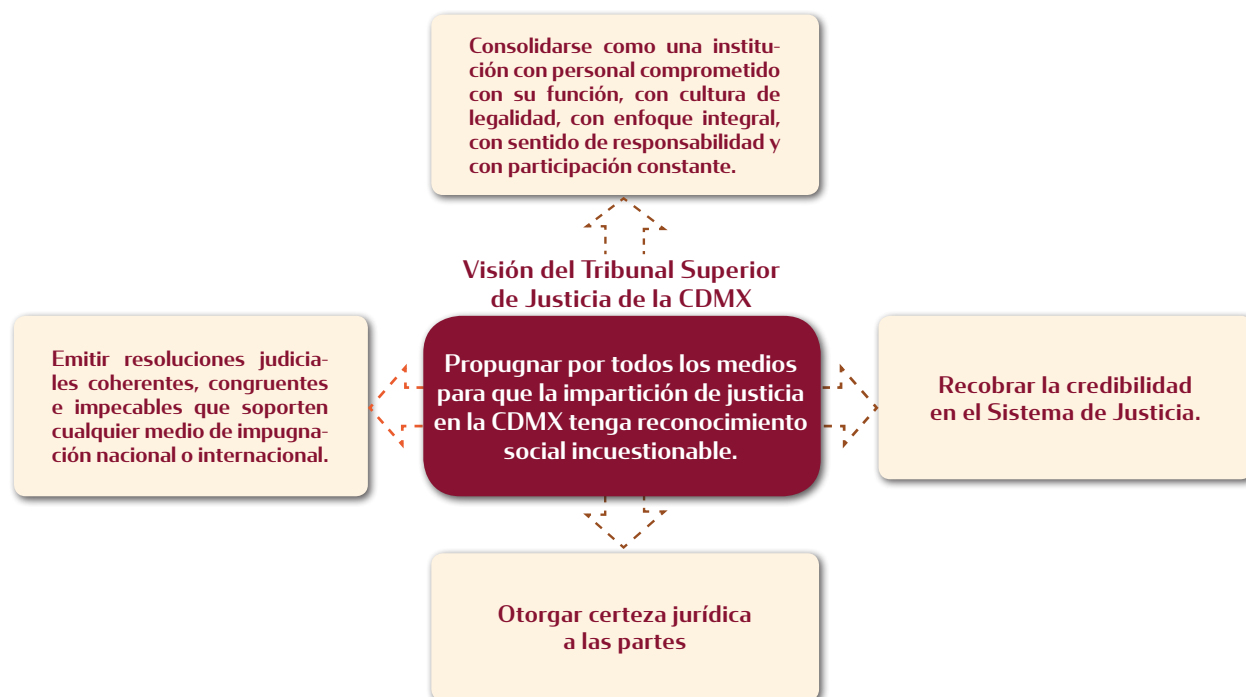 Consolidarse como una institu-
ción con personal comprometido
con su función, con cultura de
legalidad, con enfoque integral,
con sentido de responsabilidad y
con participación constante.
Visión del Tribunal Superior
de Justicia de la CDMX
Emitir resoluciones judicia-
les coherentes, congruentes
e impecables que soporten
cualquier medio de impugna-
ción nacional o internacional.
Propugnar por todos los medios
para que la impartición de justicia
en la CDMX tenga reconocimiento
social incuestionable.
Recobrar la credibilidad
en el Sistema de Justicia.
Otorgar certeza jurídica
a las partes